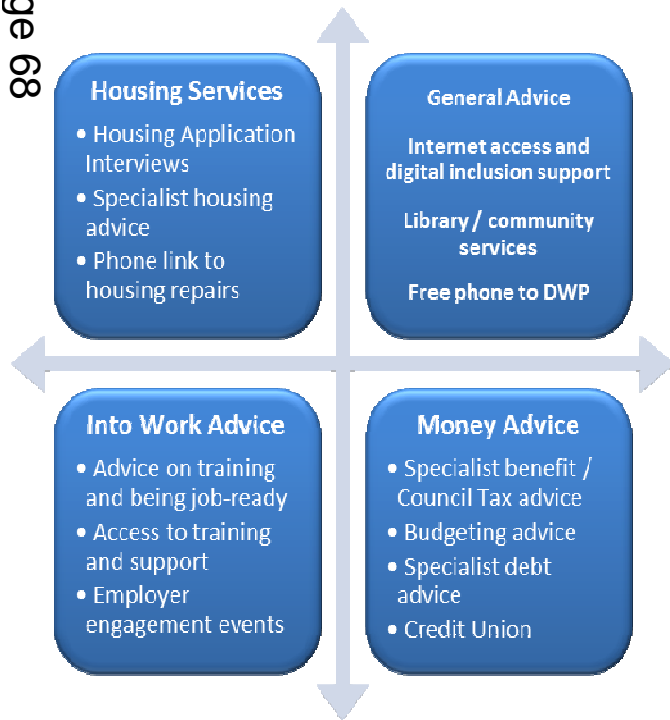 ge 68
Housing Services
• Housing Application
Interviews
• Specialist housing
advice
• Phone link to
housing repairs
General Advice
Internet access and
digital inclusion support
Library / community
services
Free phone to DWP
Into Work Advice
• Advice on training
and being job-ready
• Access to training
and support
• Employer
engagement events
Money Advice
• Specialist benefit /
Council Tax advice
• Budgeting advice
• Specialist debt
advice
• Credit Union